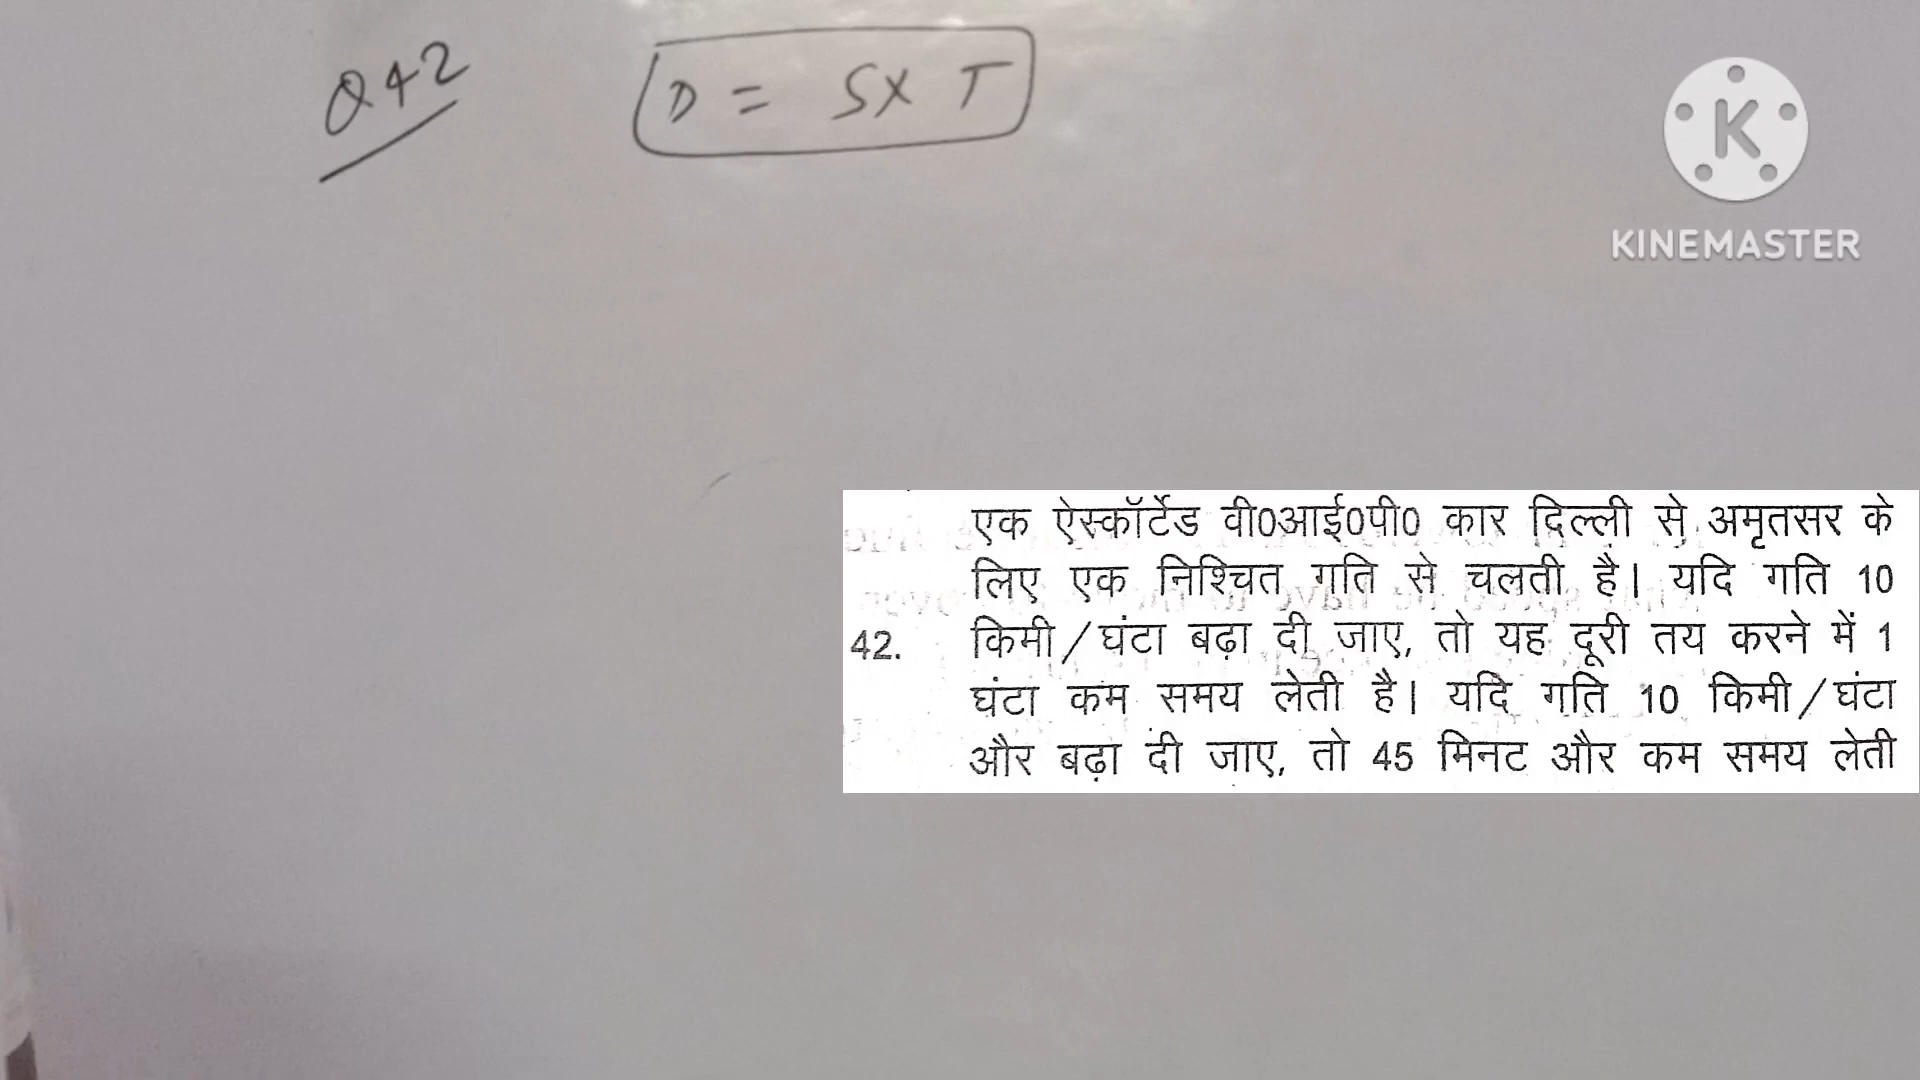 Q42
D = S× T
KINEMASTER
एक ऐस्कॉर्टेड वी0आई0पी0 कार दिल्ली से अमृतसर के
लिए एक निश्चित गति से चलती है। यदि गति 10
42. किमी/घंटा बढ़ा दी जाए, तो यह दूरी तय करने में 1
घंटा कम समय लेती है। यदि गति 10 किमी/घंटा
और बढ़ा दी जाए, तो 45 मिनट और कम समय लेती